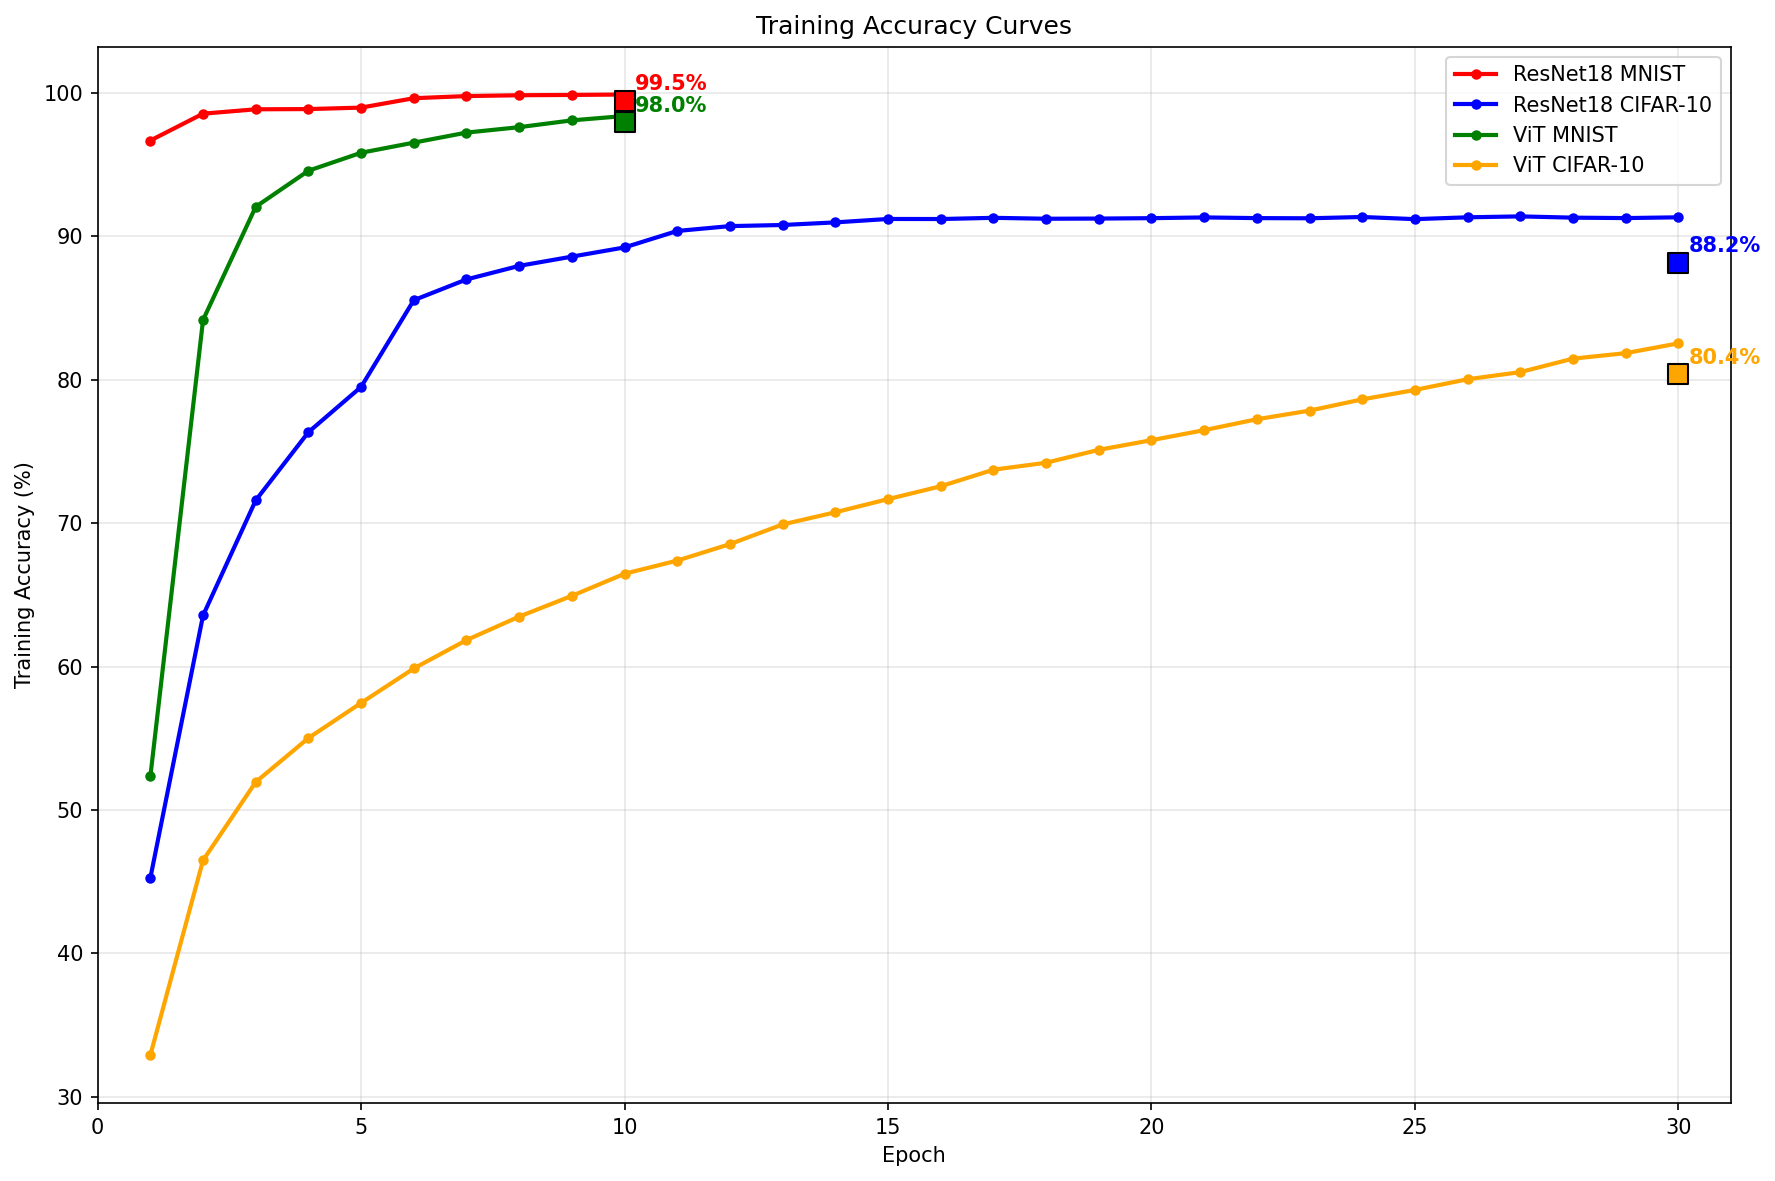 Training Accuracy Curves
ResNet18 MNIST
ResNet18 CIFAR-10
ViT MNIST
ViT CIFAR-10
99.5%
98.0%
88.2%
80.4%
Training Accuracy (%)
100
90
80
70
60
50
40
30
0 5 10 15 20 25 30
Epoch